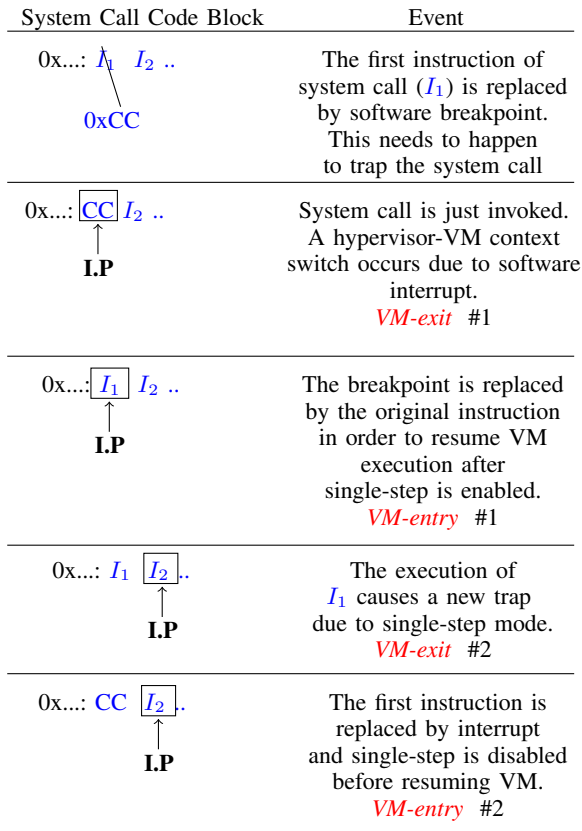 System Call Code Block Event
0x...: I₁ I₂ ..
0xCC
The first instruction of
system call (I₁) is replaced
by software breakpoint.
This needs to happen
to trap the system call
0x...: CC I₂ ..
I.P
System call is just invoked.
A hypervisor-VM context
switch occurs due to software
interrupt.
VM-exit #1
0x...: I₁ I₂ ..
I.P
The breakpoint is replaced
by the original instruction
in order to resume VM
execution after
single-step is enabled.
VM-entry #1
0x...: I₁ I₂ ..
I.P
The execution of
I₁ causes a new trap
due to single-step mode.
VM-exit #2
0x...: CC I₂ ..
I.P
The first instruction is
replaced by interrupt
and single-step is disabled
before resuming VM.
VM-entry #2